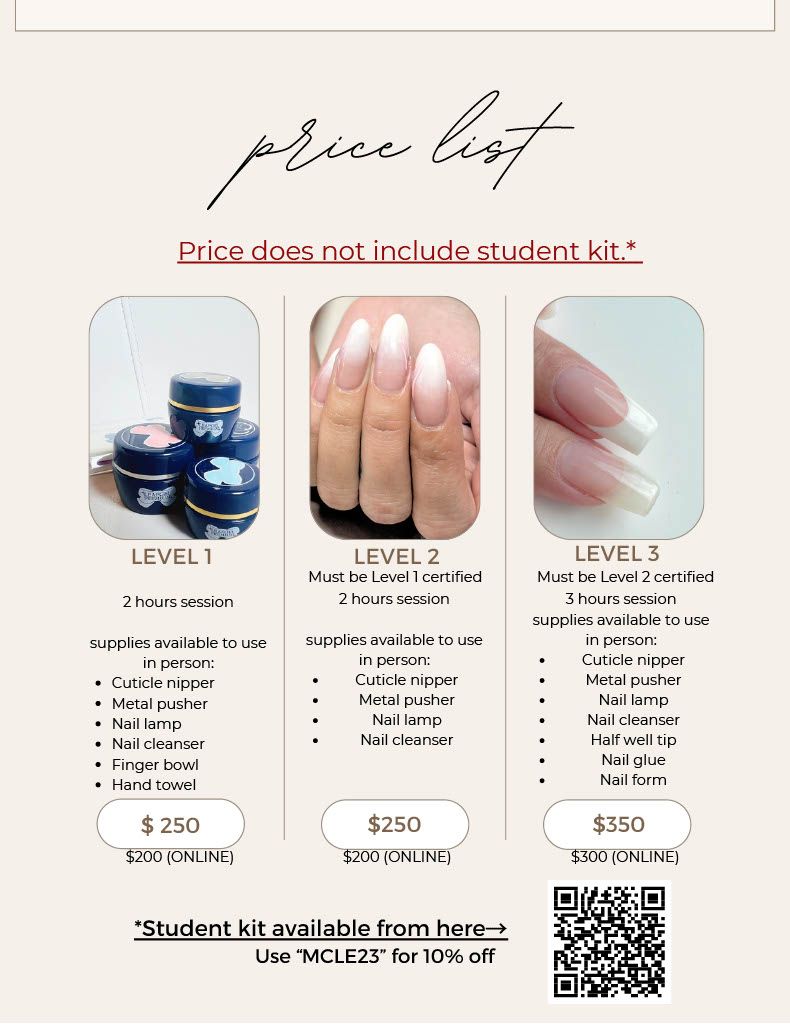 price list
Price does not include student kit.*
LEVEL 1
2 hours session
supplies available to use
in person:
• Cuticle nipper
• Metal pusher
• Nail lamp
• Nail cleanser
• Finger bowl
• Hand towel
$ 250
$200 (ONLINE)
LEVEL 2
Must be Level 1 certified
2 hours session
supplies available to use
in person:
• Cuticle nipper
• Metal pusher
• Nail lamp
• Nail cleanser
$250
$200 (ONLINE)
LEVEL 3
Must be Level 2 certified
3 hours session
supplies available to use
in person:
• Cuticle nipper
• Metal pusher
• Nail lamp
• Nail cleanser
• Half well tip
• Nail glue
• Nail form
$350
$300 (ONLINE)
*Student kit available from here→
Use “MCLE23” for 10% off